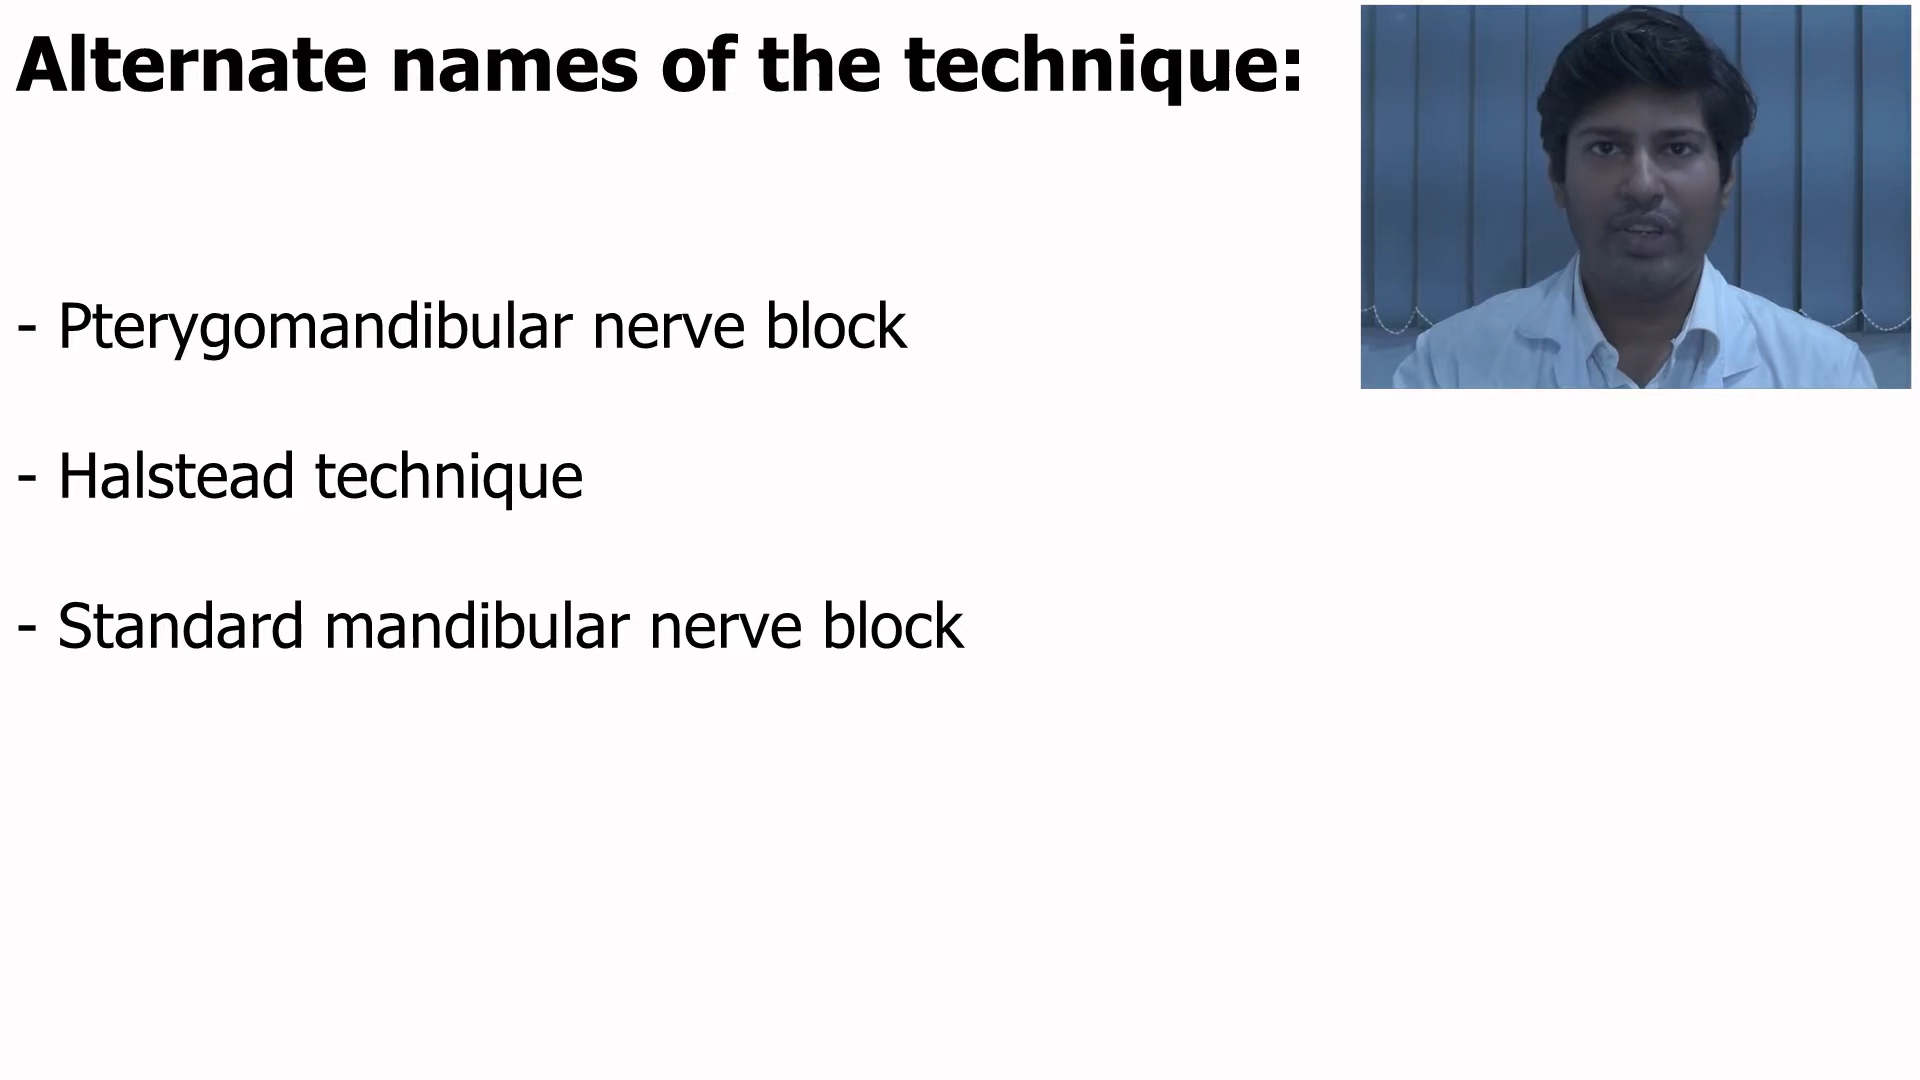 Alternate names of the technique:
- Pterygomandibular nerve block
- Halstead technique
- Standard mandibular nerve block